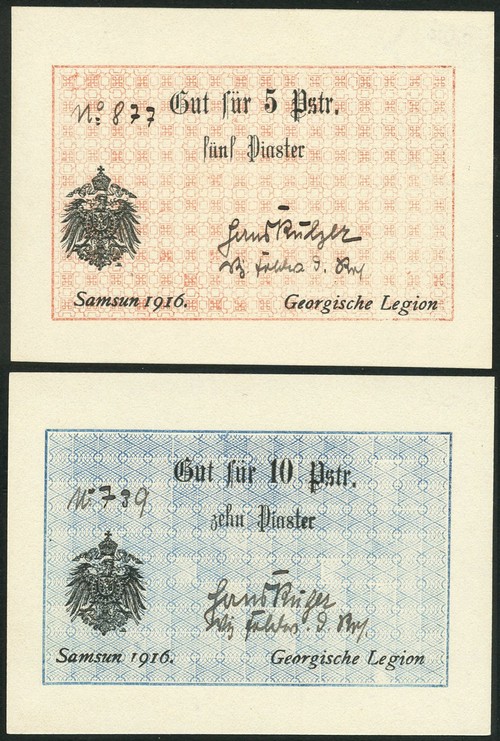 No. 877
Gut für 5 Pstr.
fünf Piaster
Samsun 1916.
Georgische Legion
Gut für 10 Pstr.
No 739
zehn Piaster
Samsun 1916.
Georgische Legion